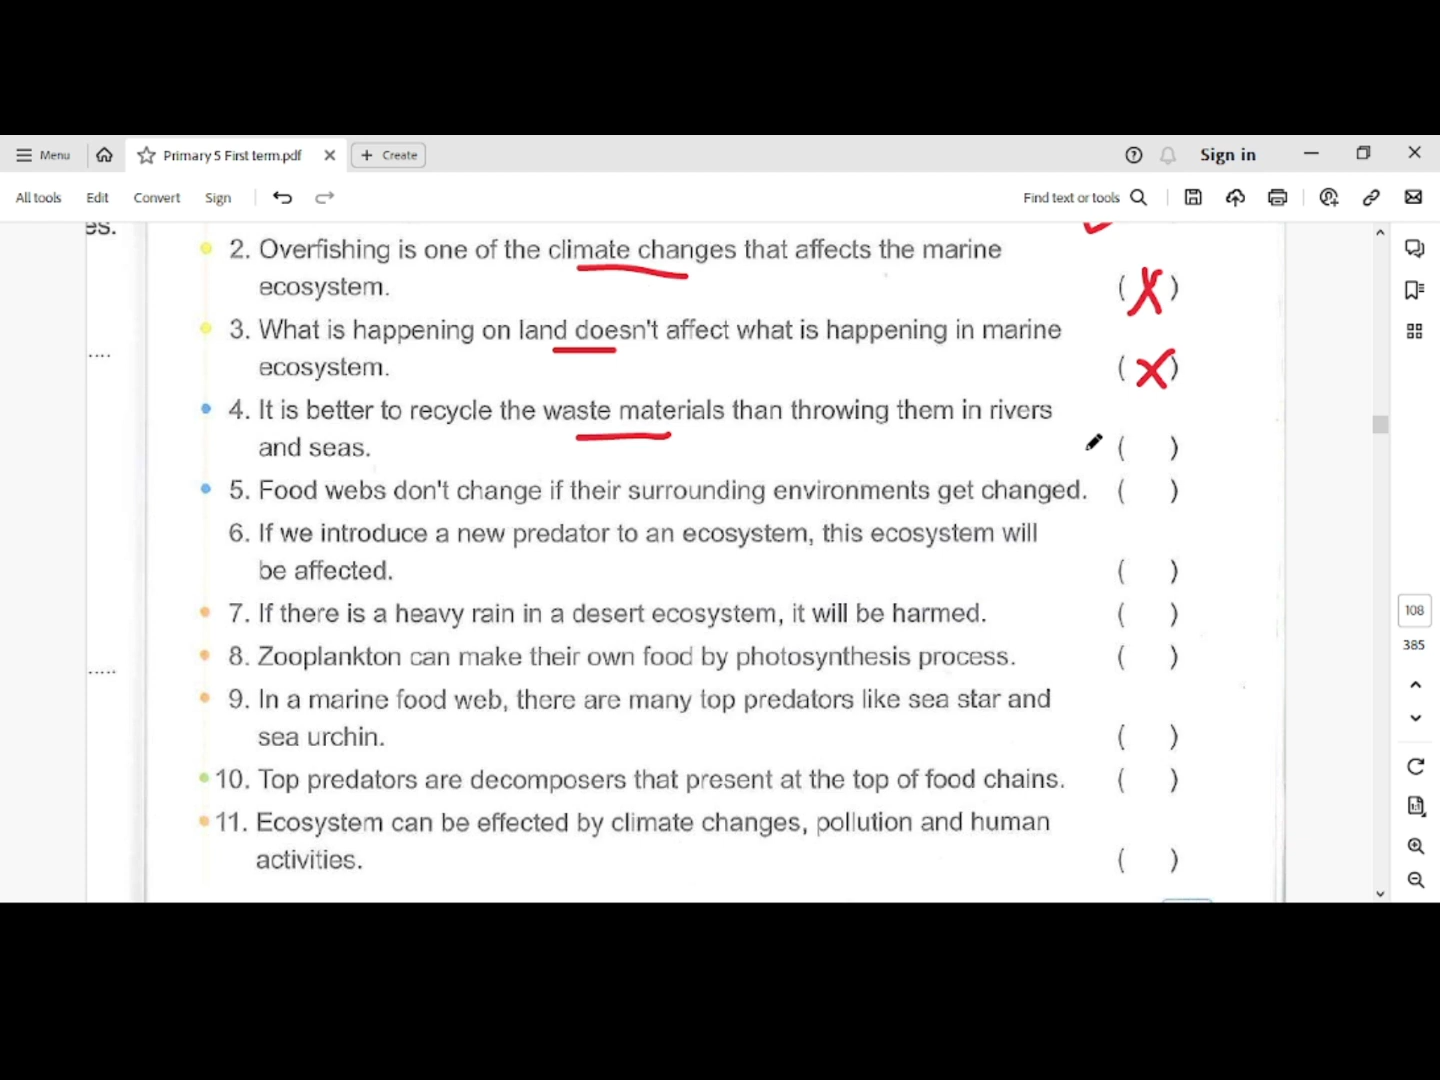 Menu
Primary 5 First term.pdf
Create
Sign in
All tools
Edit
Convert
Sign
Find text or tools
es.
2. Overfishing is one of the climate changes that affects the marine
ecosystem. ( X )
3. What is happening on land doesn't affect what is happening in marine
ecosystem. ( X )
....
4. It is better to recycle the waste materials than throwing them in rivers
and seas. ( )
5. Food webs don't change if their surrounding environments get changed. ( )
6. If we introduce a new predator to an ecosystem, this ecosystem will
be affected. ( )
7. If there is a heavy rain in a desert ecosystem, it will be harmed. ( )
8. Zooplankton can make their own food by photosynthesis process. ( )
.....
9. In a marine food web, there are many top predators like sea star and
sea urchin. ( )
10. Top predators are decomposers that present at the top of food chains. ( )
11. Ecosystem can be effected by climate changes, pollution and human
activities. ( )
108
385